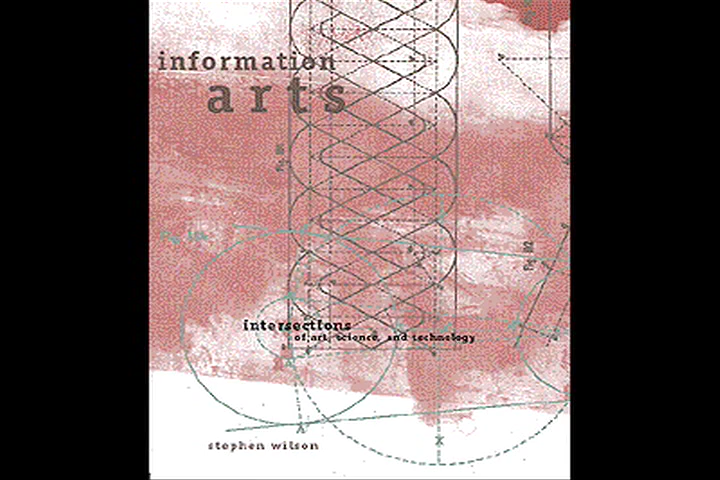 information
arts
intersections
of art, science, and technology
stephen wilson